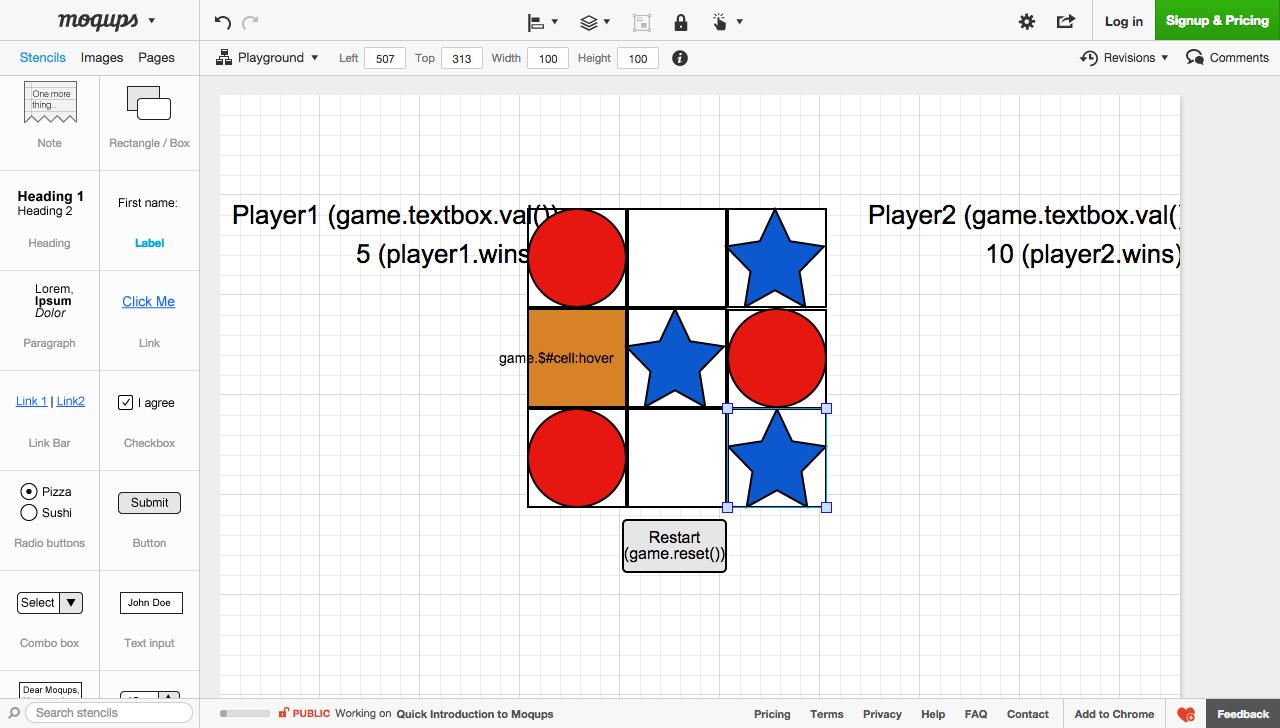 moqups
Log in
Signup & Pricing
Stencils
Images
Pages
Playground
Left
507
Top
313
Width
100
Height
100
Revisions
Comments
One more
thing..
Note
Rectangle / Box
Heading 1
Heading 2
Heading
First name:
Label
Lorem,
Ipsum
Dolor
Paragraph
Click Me
Link
Link 1 | Link2
Link Bar
I agree
Checkbox
Pizza
Sushi
Radio buttons
Submit
Button
Select
Combo box
John Doe
Text input
Dear Moqups,
Search stencils
Player1 (game.textbox.val())
5 (player1.wins
Player2 (game.textbox.val(
10 (player2.wins)
game.$#cell:hover
Restart
(game.reset())
PUBLIC
Working on
Quick Introduction to Moqups
Pricing
Terms
Privacy
Help
FAQ
Contact
Add to Chrome
Feedback